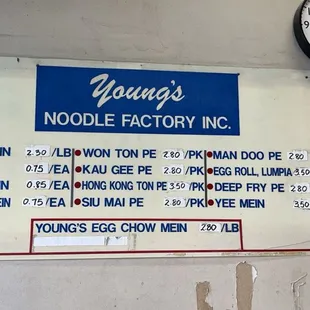 Young's
NOODLE FACTORY INC.
IN 2.30 /LB WON TON PE 2.80 /PK MAN DOO PE 2.80
0.75 /EA KAU GEE PE 2.80 /PK EGG ROLL, LUMPIA 3.50
IN 0.85 /EA HONG KONG TON PE 3.50 /PK DEEP FRY PE 2.80
EIN 0.75 /EA SIU MAI PE 2.80 /PK YEE MEIN 3.50
YOUNG'S EGG CHOW MEIN 2.80 /LB